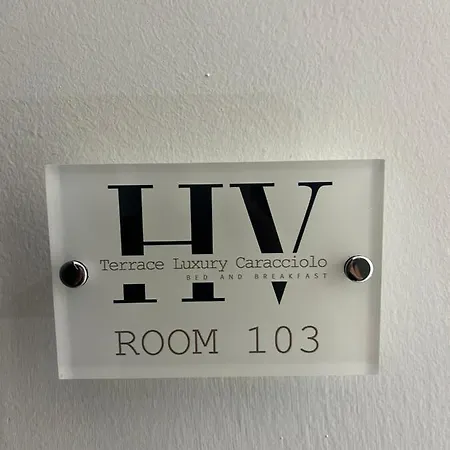 HV
Terrace Luxury Caracciolo
BED AND BREAKFAST
ROOM 103